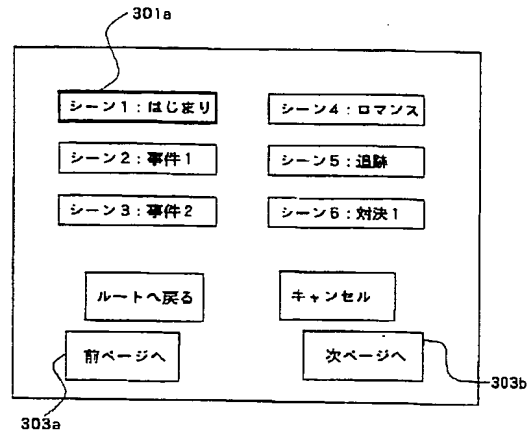 301a
シーン1:はじまり
シーン4:ロマンス
シーン2:事件1
シーン5:追跡
シーン3:事件2
シーン6:対決1
ルートへ戻る
キャンセル
前ページへ
次ページへ
303b
303a